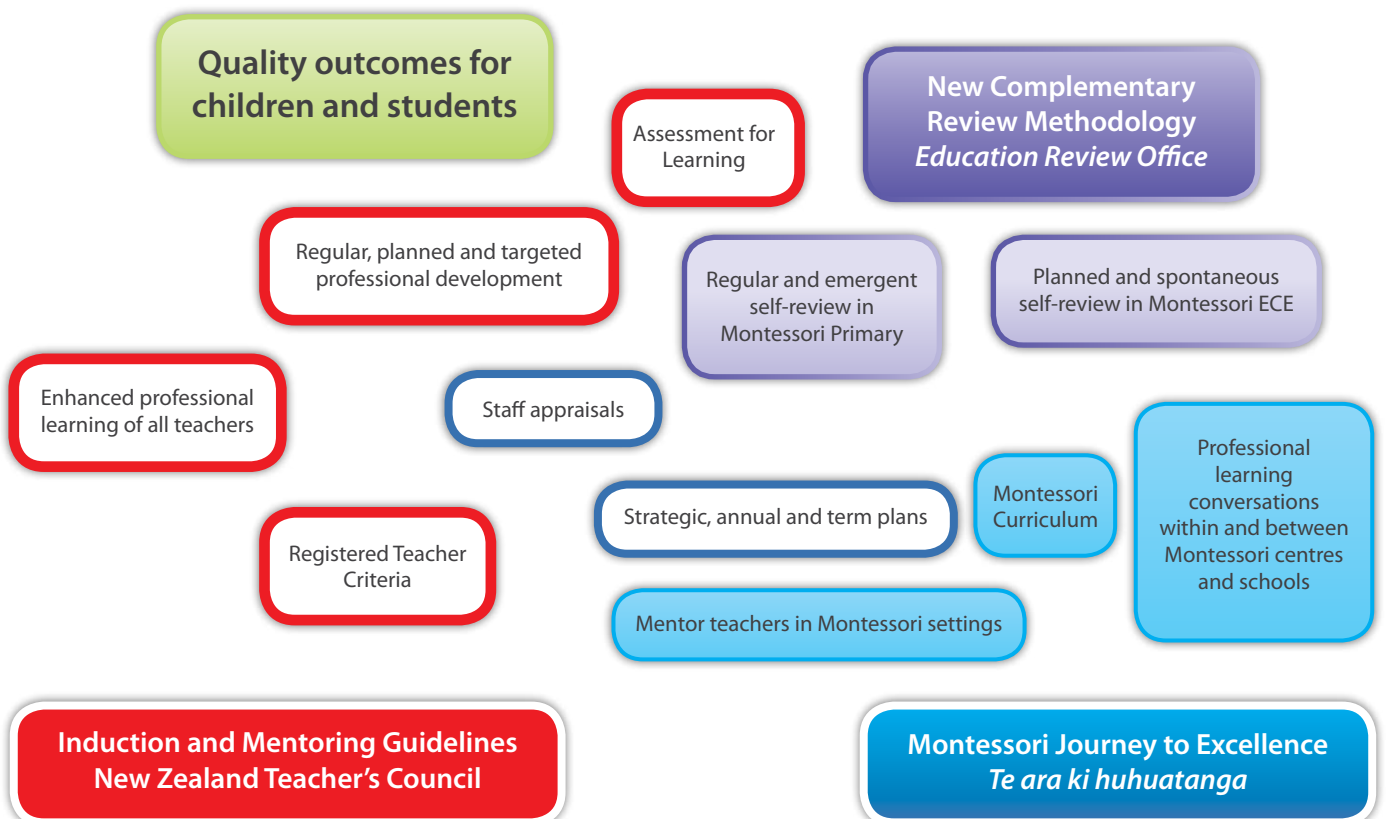 Quality outcomes for
children and students
New Complementary
Review Methodology
Education Review Office
Assessment for
Learning
Regular, planned and targeted
professional development
Regular and emergent
self-review in
Montessori Primary
Planned and spontaneous
self-review in Montessori ECE
Enhanced professional
learning of all teachers
Staff appraisals
Professional
learning
conversations
within and between
Montessori centres
and schools
Montessori
Curriculum
Strategic, annual and term plans
Registered Teacher
Criteria
Mentor teachers in Montessori settings
Induction and Mentoring Guidelines
New Zealand Teacher’s Council
Montessori Journey to Excellence
Te ara ki huhuatanga